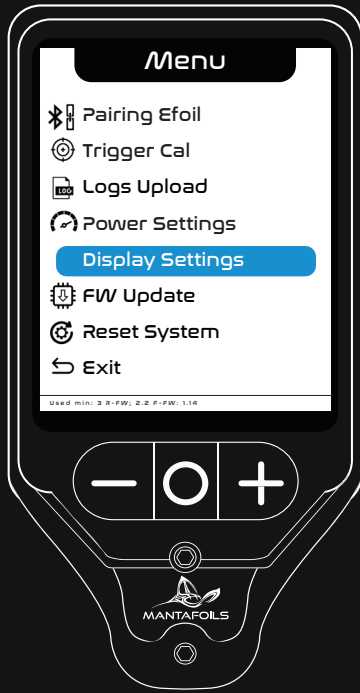 Menu
Pairing Efoil
Trigger Cal
LOG Logs Upload
Power Settings
Display Settings
FW Update
Reset System
Exit
Used min: 3 R-FW; 2.2 F-FW: 1.14
MANTAFOILS